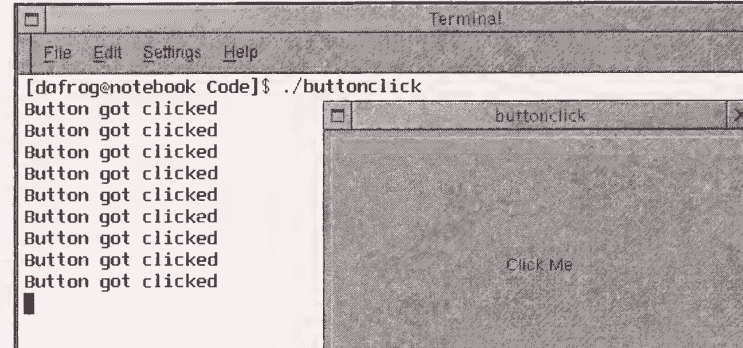 Terminal
File Edit Settings Help
[dafrog@notebook Code]$ ./buttonclick
Button got clicked
Button got clicked
Button got clicked
Button got clicked
Button got clicked
Button got clicked
Button got clicked
Button got clicked
Button got clicked
buttonclick
Click Me